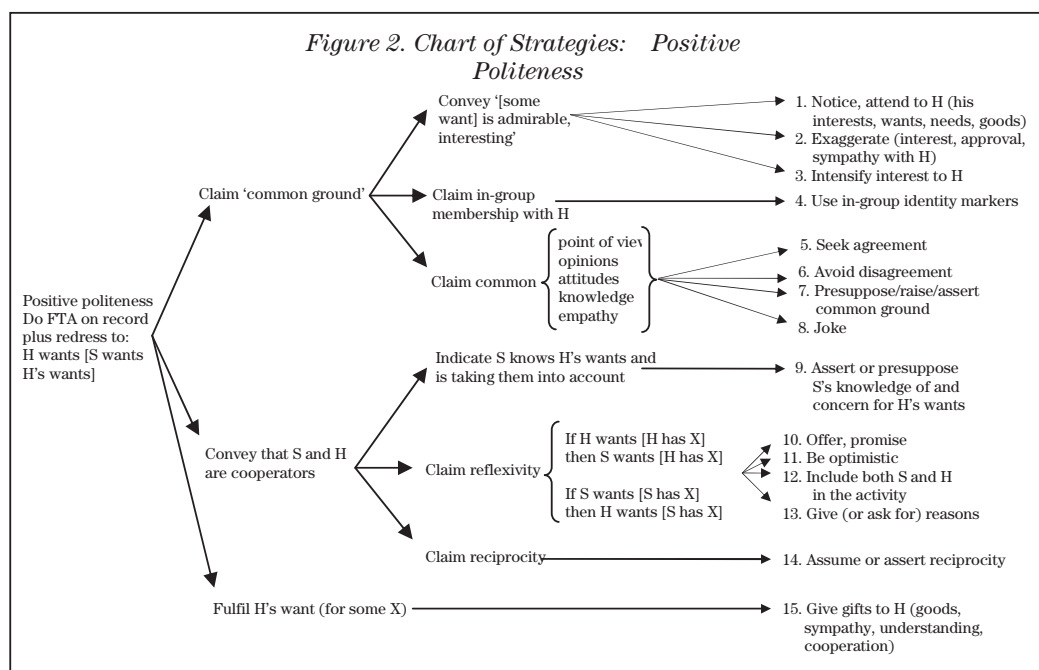 Figure 2. Chart of Strategies: Positive
Politeness
Convey '[some
want] is admirable,
interesting'
1. Notice, attend to H (his
interests, wants, needs, goods)
2. Exaggerate (interest, approval,
sympathy with H)
3. Intensify interest to H
Claim 'common ground'
Claim in-group
membership with H
4. Use in-group identity markers
Claim common
point of view
opinions
attitudes
knowledge
empathy
5. Seek agreement
6. Avoid disagreement
7. Presuppose/raise/assert
common ground
8. Joke
Positive politeness
Do FTA on record
plus redress to:
H wants [S wants
H's wants]
Indicate S knows H's wants and
is taking them into account
9. Assert or presuppose
S's knowledge of and
concern for H's wants
Convey that S and H
are cooperators
Claim reflexivity
If H wants [H has X]
then S wants [H has X]
If S wants [S has X]
then H wants [S has X]
10. Offer, promise
11. Be optimistic
12. Include both S and H
in the activity
13. Give (or ask for) reasons
Claim reciprocity
14. Assume or assert reciprocity
Fulfil H's want (for some X)
15. Give gifts to H (goods,
sympathy, understanding,
cooperation)